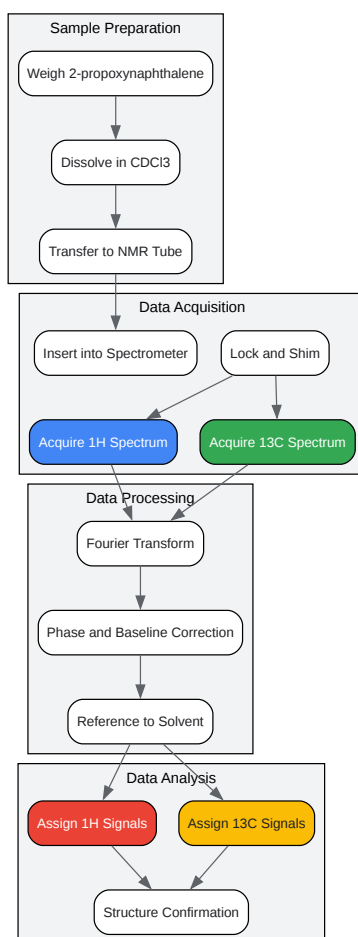 Sample Preparation
Weigh 2-propoxynaphthalene
Dissolve in CDCl3
Transfer to NMR Tube
Data Acquisition
Insert into Spectrometer
Lock and Shim
Acquire 1H Spectrum
Acquire 13C Spectrum
Data Processing
Fourier Transform
Phase and Baseline Correction
Reference to Solvent
Data Analysis
Assign 1H Signals
Assign 13C Signals
Structure Confirmation